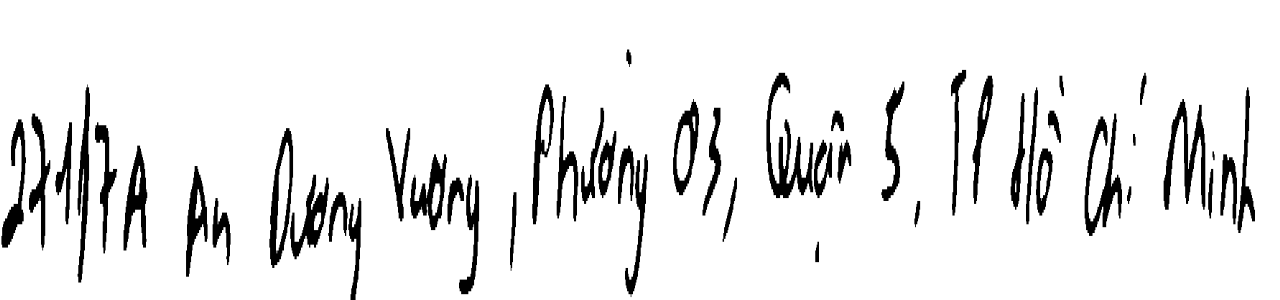 271/7A An Dương Vương, Phường 03, Quận 5, TP Hồ Chí Minh